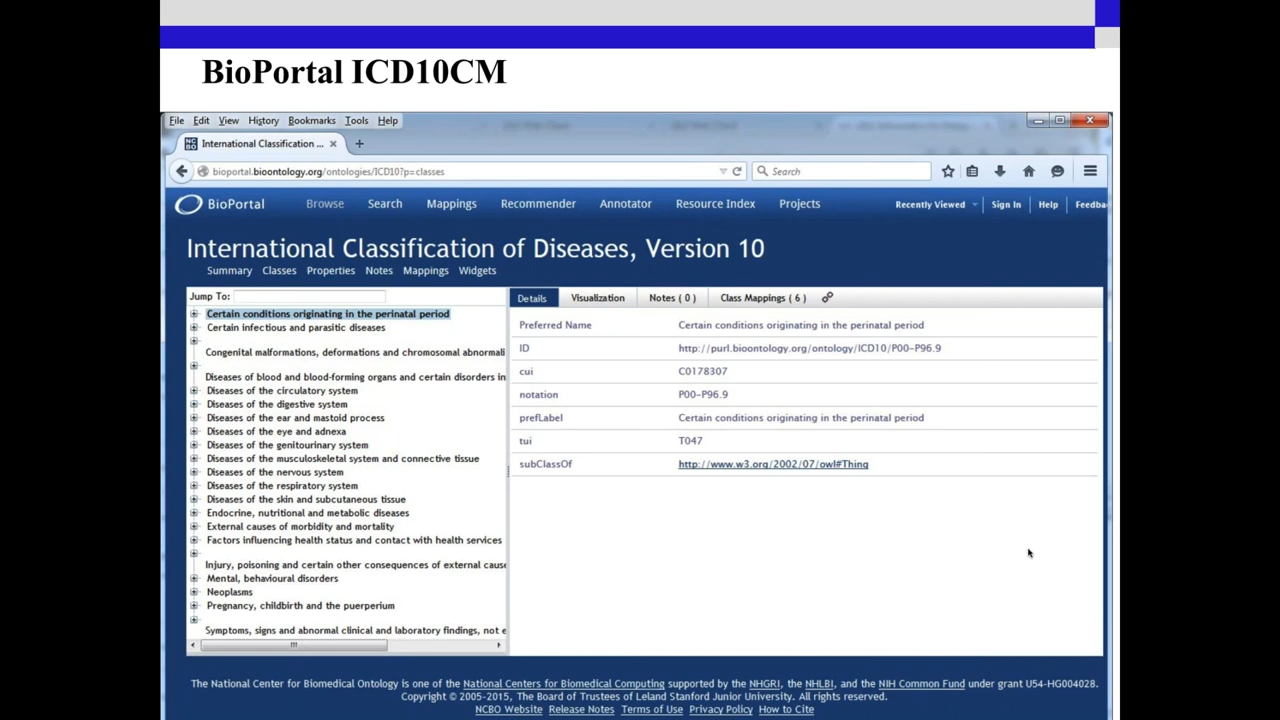 BioPortal ICD10CM
File Edit View History Bookmarks Tools Help
International Classification ...
bioportal.bioontology.org/ontologies/ICD10?p=classes
Search
BioPortal Browse Search Mappings Recommender Annotator Resource Index Projects Recently Viewed Sign In Help Feedba
International Classification of Diseases, Version 10
Summary Classes Properties Notes Mappings Widgets
Jump To:
Certain conditions originating in the perinatal period
Certain infectious and parasitic diseases
Congenital malformations, deformations and chromosomal abnormali
Diseases of blood and blood-forming organs and certain disorders in
Diseases of the circulatory system
Diseases of the digestive system
Diseases of the ear and mastoid process
Diseases of the eye and adnexa
Diseases of the genitourinary system
Diseases of the musculoskeletal system and connective tissue
Diseases of the nervous system
Diseases of the respiratory system
Diseases of the skin and subcutaneous tissue
Endocrine, nutritional and metabolic diseases
External causes of morbidity and mortality
Factors influencing health status and contact with health services
Injury, poisoning and certain other consequences of external cause
Mental, behavioural disorders
Neoplasms
Pregnancy, childbirth and the puerperium
Symptoms, signs and abnormal clinical and laboratory findings, not e
Details Visualization Notes ( 0 ) Class Mappings ( 6 )
Preferred Name Certain conditions originating in the perinatal period
ID http://purl.bioontology.org/ontology/ICD10/P00-P96.9
cui C0178307
notation P00-P96.9
prefLabel Certain conditions originating in the perinatal period
tui T047
subClassOf http://www.w3.org/2002/07/owl#Thing
The National Center for Biomedical Ontology is one of the National Centers for Biomedical Computing supported by the NHGRI, the NHLBI, and the NIH Common Fund under grant U54-HG004028.
Copyright © 2005-2015, The Board of Trustees of Leland Stanford Junior University. All rights reserved.
NCBO Website Release Notes Terms of Use Privacy Policy How to Cite